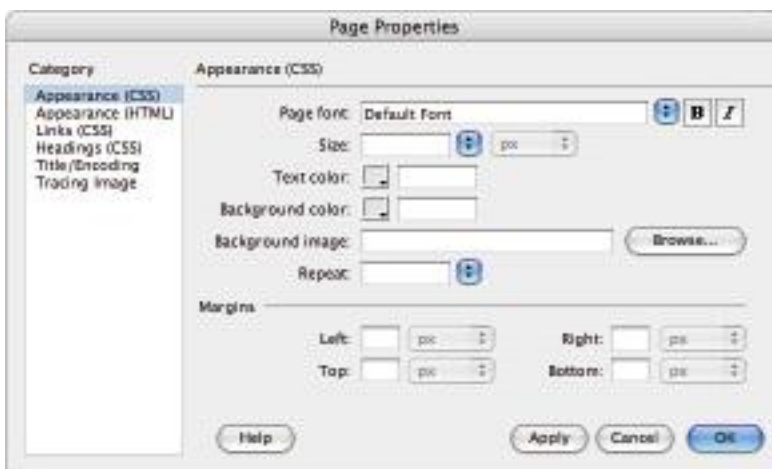 Page Properties
Category
Appearance (CSS)
Appearance (HTML)
Links (CSS)
Headings (CSS)
Title/Encoding
Tracing Image
Appearance (CSS)
Page font: Default Font B I
Size: px
Text color:
Background color:
Background image: Browse...
Repeat:
Margins
Left: px Right: px
Top: px Bottom: px
Help Apply Cancel OK